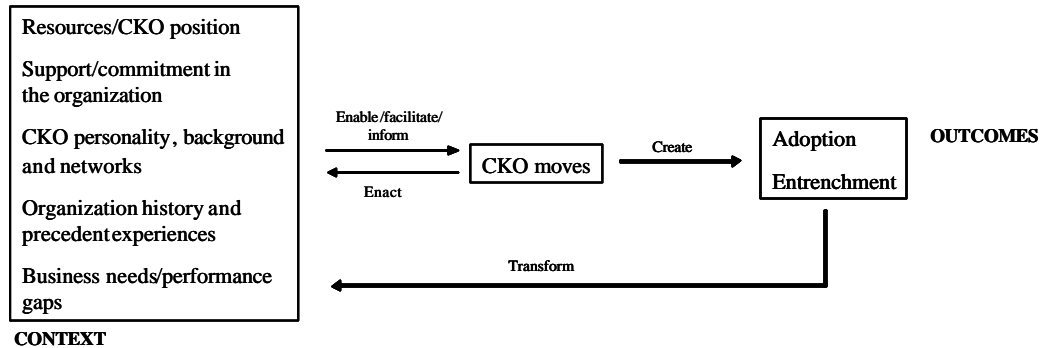 Resources/CKO position
Support/commitment in
the organization
CKO personality, background
and networks
Organization history and
precedent experiences
Business needs/performance
gaps
CONTEXT
Enable/facilitate/
inform
Enact
CKO moves
Create
Adoption
Entrenchment
OUTCOMES
Transform